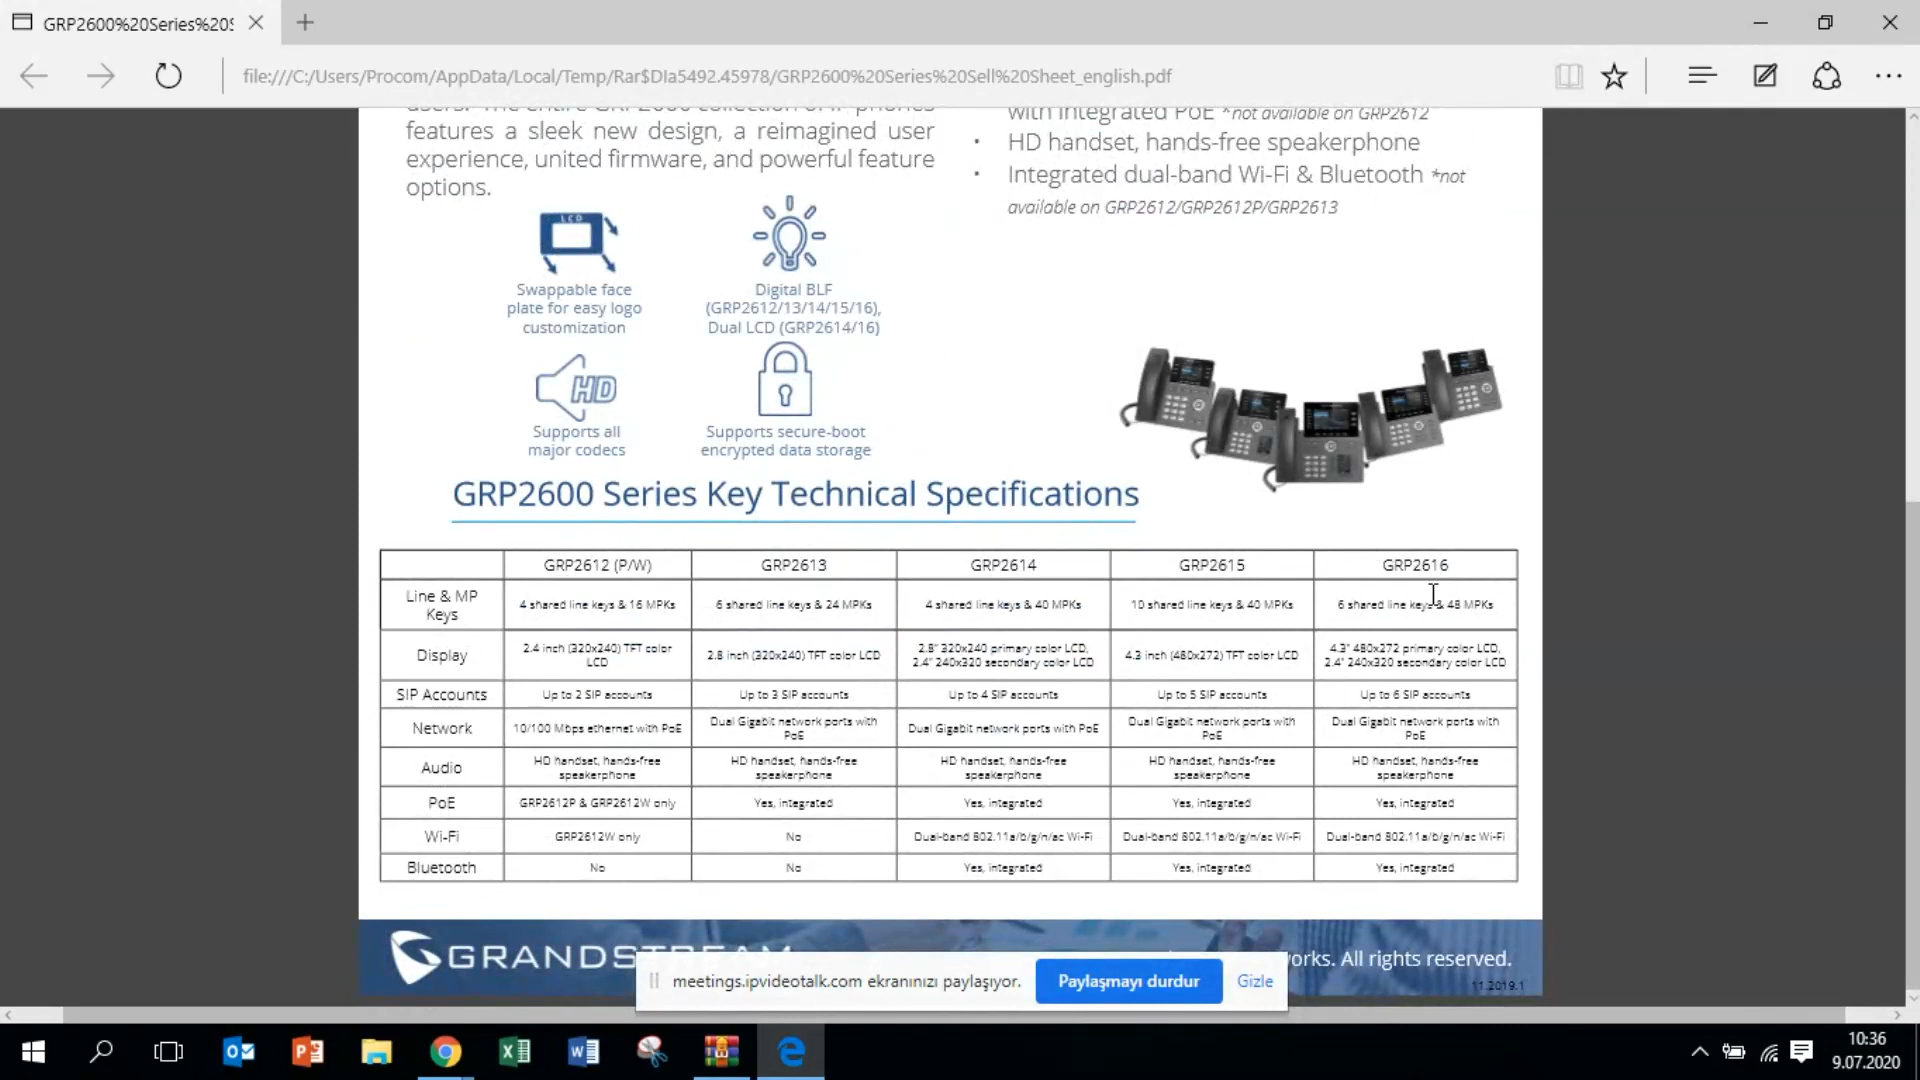 GRP2600%20Series%20S
file:///C:/Users/Procom/AppData/Local/Temp/Rar$DIa5492.45978/GRP2600%20Series%20Sell%20Sheet_english.pdf
features a sleek new design, a reimagined user
experience, united firmware, and powerful feature
options.
with integrated PoE *not available on GRP2612
• HD handset, hands-free speakerphone
• Integrated dual-band Wi-Fi & Bluetooth *not
available on GRP2612/GRP2612P/GRP2613
LCD
Swappable face
plate for easy logo
customization
Digital BLF
(GRP2612/13/14/15/16),
Dual LCD (GRP2614/16)
HD
Supports all
major codecs
Supports secure-boot
encrypted data storage
GRP2600 Series Key Technical Specifications
GRP2612 (P/W) GRP2613 GRP2614 GRP2615 GRP2616
Line & MP
Keys
4 shared line keys & 16 MPKs 6 shared line keys & 24 MPKs 4 shared line keys & 40 MPKs 10 shared line keys & 40 MPKs 6 shared line keys & 48 MPKs
Display
2.4 inch (320x240) TFT color
LCD
2.8 inch (320x240) TFT color LCD
2.8" 320x240 primary color LCD,
2.4" 240x320 secondary color LCD
4.3 inch (480x272) TFT color LCD
4.3" 480x272 primary color LCD,
2.4" 240x320 secondary color LCD
SIP Accounts Up to 2 SIP accounts Up to 3 SIP accounts Up to 4 SIP accounts Up to 5 SIP accounts Up to 6 SIP accounts
Network
10/100 Mbps ethernet with PoE
Dual Gigabit network ports with
PoE
Dual Gigabit network ports with PoE
Dual Gigabit network ports with
PoE
Dual Gigabit network ports with
PoE
Audio
HD handset, hands-free
speakerphone
HD handset, hands-free
speakerphone
HD handset, hands-free
speakerphone
HD handset, hands-free
speakerphone
HD handset, hands-free
speakerphone
PoE GRP2612P & GRP2612W only Yes, integrated Yes, integrated Yes, integrated Yes, integrated
Wi-Fi GRP2612W only No Dual-band 802.11a/b/g/n/ac Wi-Fi Dual-band 802.11a/b/g/n/ac Wi-Fi Dual-band 802.11a/b/g/n/ac Wi-Fi
Bluetooth No No Yes, integrated Yes, integrated Yes, integrated
GRANDSTREAM
orks. All rights reserved.
11.2019.1
meetings.ipvideotalk.com ekranınızı paylaşıyor. Paylaşmayı durdur Gizle
10:36
9.07.2020